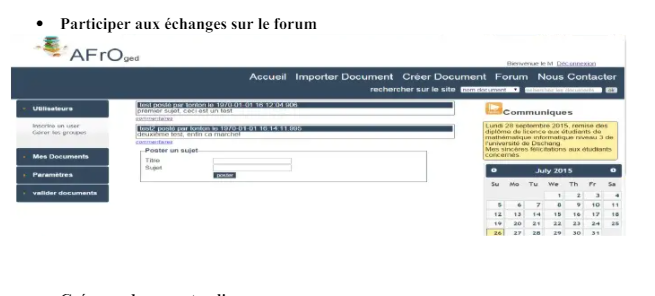 • Participer aux échanges sur le forum
AFrOged
Bienvenue le M Déconnexion
Accueil Importer Document Créer Document Forum Nous Contacter
rechercher sur le site nom document
Utilisateurs
Inscrire un user
Gérer les groupes
Mes Documents
Paramètres
valider documents
test posté par tonton le 1970-01-01 16:12:04.906
premier sujet, ceci est un test
commentaires
test2 posté par tonton le 1970-01-01 16:14:11.895
deuxième test, enfin ca marche!!
commentaires
Poster un sujet
Titre
Sujet
poster
Communiques
Lundi 28 septembre 2015, remise des
diplôme de licence aux étudiants de
mathématique informatique niveau 3 de
l'université de Dschang.
Mes sincères félicitations aux étudiants
concernés.
July 2015
Su Mo Tu We Th Fr Sa
1 2 3 4
5 6 7 8 9 10 11
12 13 14 15 16 17 18
19 20 21 22 23 24 25
26 27 28 29 30 31